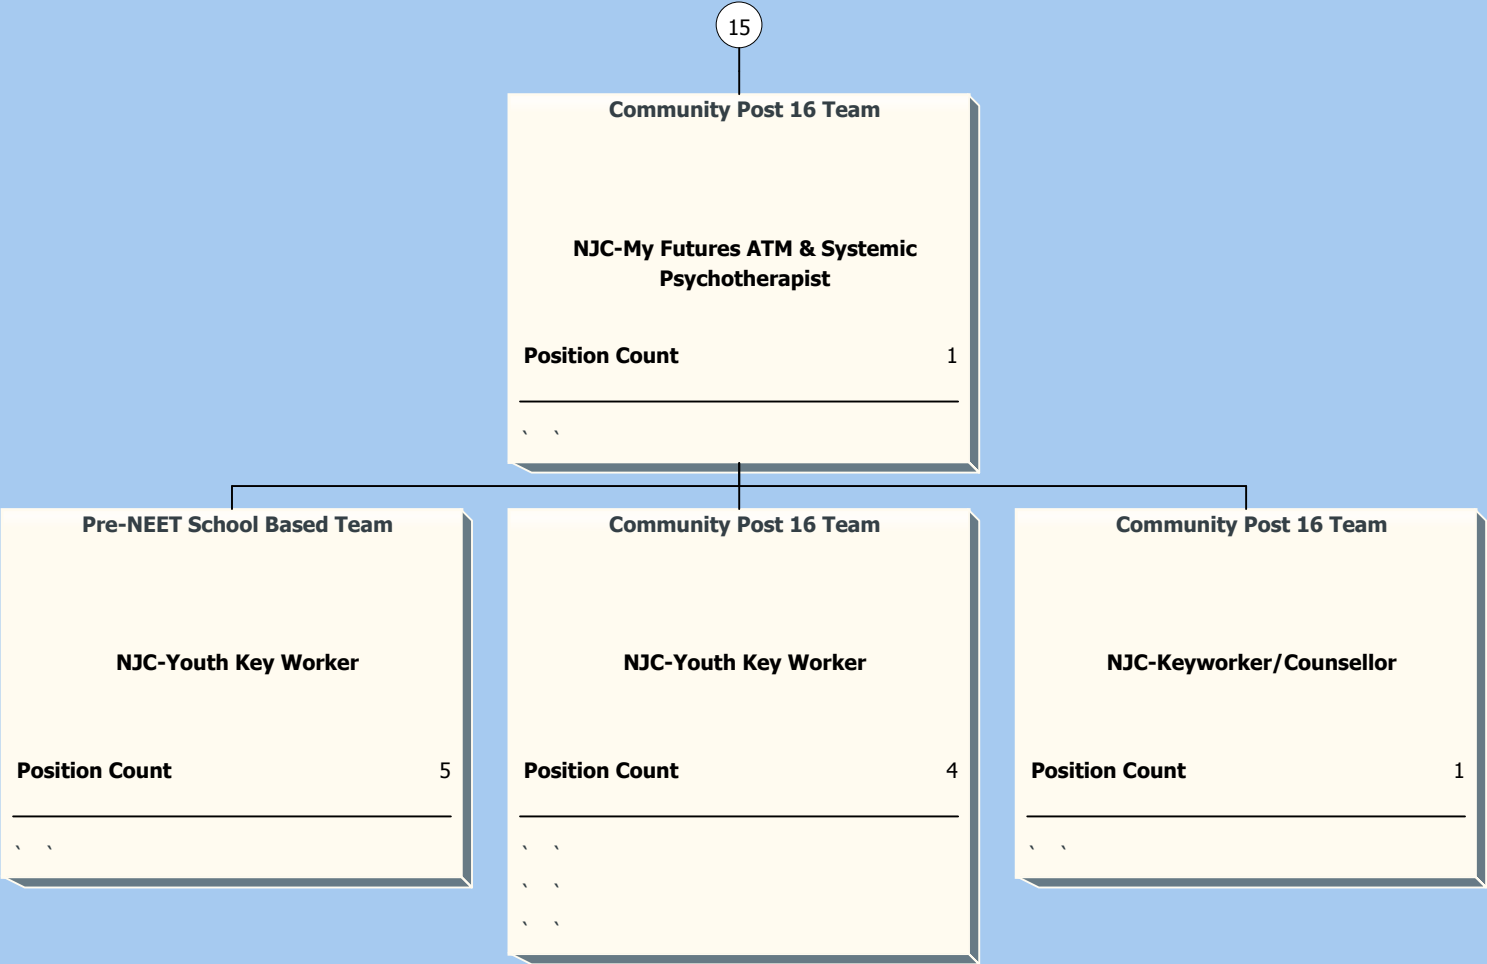 15
Community Post 16 Team
NJC-My Futures ATM & Systemic
Psychotherapist
Position Count 1
` `
Pre-NEET School Based Team
NJC-Youth Key Worker
Position Count 5
` `
Community Post 16 Team
NJC-Youth Key Worker
Position Count 4
` `
` `
` `
Community Post 16 Team
NJC-Keyworker/Counsellor
Position Count 1
` `